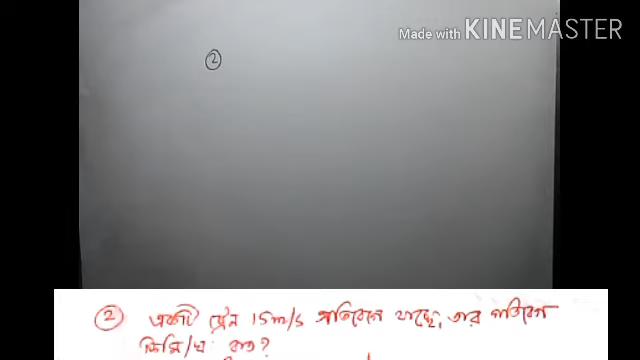 Made with KINEMASTER
②
② একটি ট্রেন 15m/s গতিবেগে যাচ্ছে, তার গতিবেগ
কিমি/ঘ: কত?